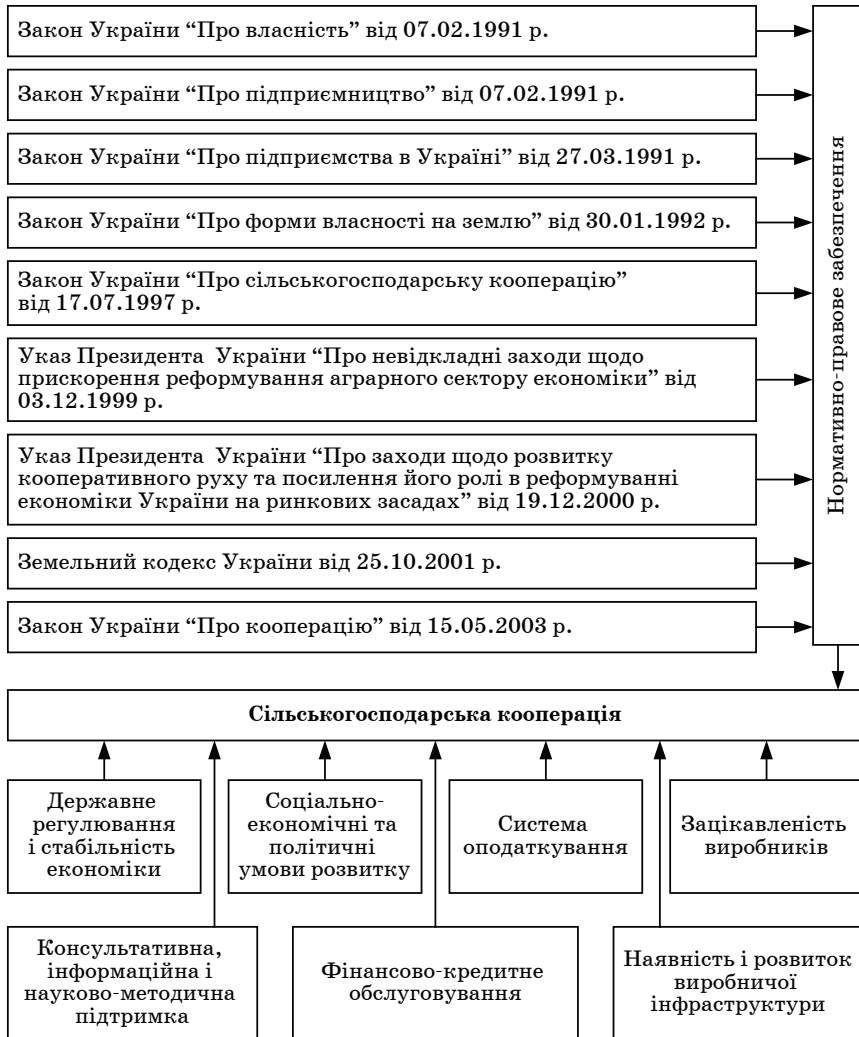 Закон України “Про власність” від 07.02.1991 р.
Закон України “Про підприємництво” від 07.02.1991 р.
Закон України “Про підприємства в Україні” від 27.03.1991 р.
Закон України “Про форми власності на землю” від 30.01.1992 р.
Закон України “Про сільськогосподарську кооперацію”
від 17.07.1997 р.
Указ Президента України “Про невідкладні заходи щодо
прискорення реформування аграрного сектору економіки” від
03.12.1999 р.
Указ Президента України “Про заходи щодо розвитку
кооперативного руху та посилення його ролі в реформуванні
економіки України на ринкових засадах” від 19.12.2000 р.
Земельний кодекс України від 25.10.2001 р.
Закон України “Про кооперацію” від 15.05.2003 р.
Нормативно-правове забезпечення
Сільськогосподарська кооперація
Державне
регулювання
і стабільність
економіки
Соціально-
економічні та
політичні
умови розвитку
Система
оподаткування
Зацікавленість
виробників
Консультативна,
інформаційна і
науково-методична
підтримка
Фінансово-кредитне
обслуговування
Наявність і розвиток
виробничої
інфраструктури